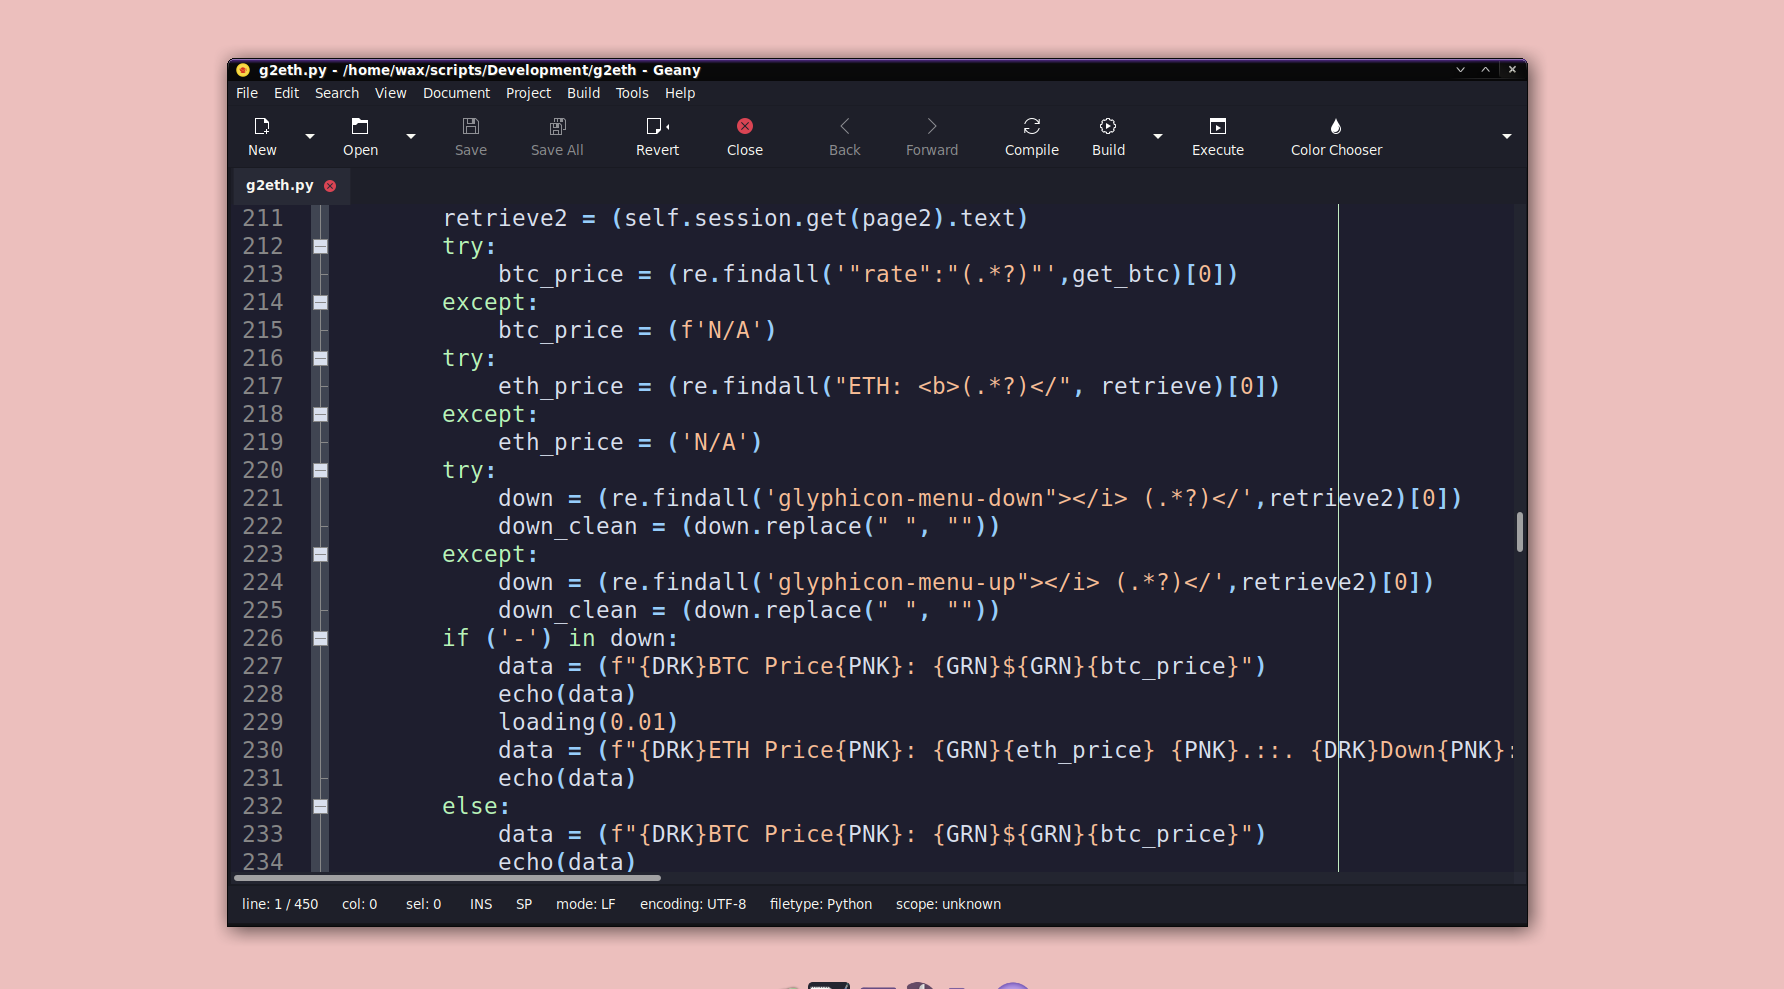 g2eth.py - /home/wax/scripts/Development/g2eth - Geany
File Edit Search View Document Project Build Tools Help
New Open Save Save All Revert Close Back Forward Compile Build Execute Color Chooser
g2eth.py
211 retrieve2 = (self.session.get(page2).text)
212 try:
213 btc_price = (re.findall('"rate":"(.*?)"',get_btc)[0])
214 except:
215 btc_price = (f'N/A')
216 try:
217 eth_price = (re.findall("ETH: <b>(.*?)</", retrieve)[0])
218 except:
219 eth_price = ('N/A')
220 try:
221 down = (re.findall('glyphicon-menu-down"></i> (.*?)</',retrieve2)[0])
222 down_clean = (down.replace(" ", ""))
223 except:
224 down = (re.findall('glyphicon-menu-up"></i> (.*?)</',retrieve2)[0])
225 down_clean = (down.replace(" ", ""))
226 if ('-') in down:
227 data = (f"{DRK}BTC Price{PNK}: {GRN}${GRN}{btc_price}")
228 echo(data)
229 loading(0.01)
230 data = (f"{DRK}ETH Price{PNK}: {GRN}{eth_price} {PNK}.::. {DRK}Down{PNK}:
231 echo(data)
232 else:
233 data = (f"{DRK}BTC Price{PNK}: {GRN}${GRN}{btc_price}")
234 echo(data)
line: 1 / 450 col: 0 sel: 0 INS SP mode: LF encoding: UTF-8 filetype: Python scope: unknown